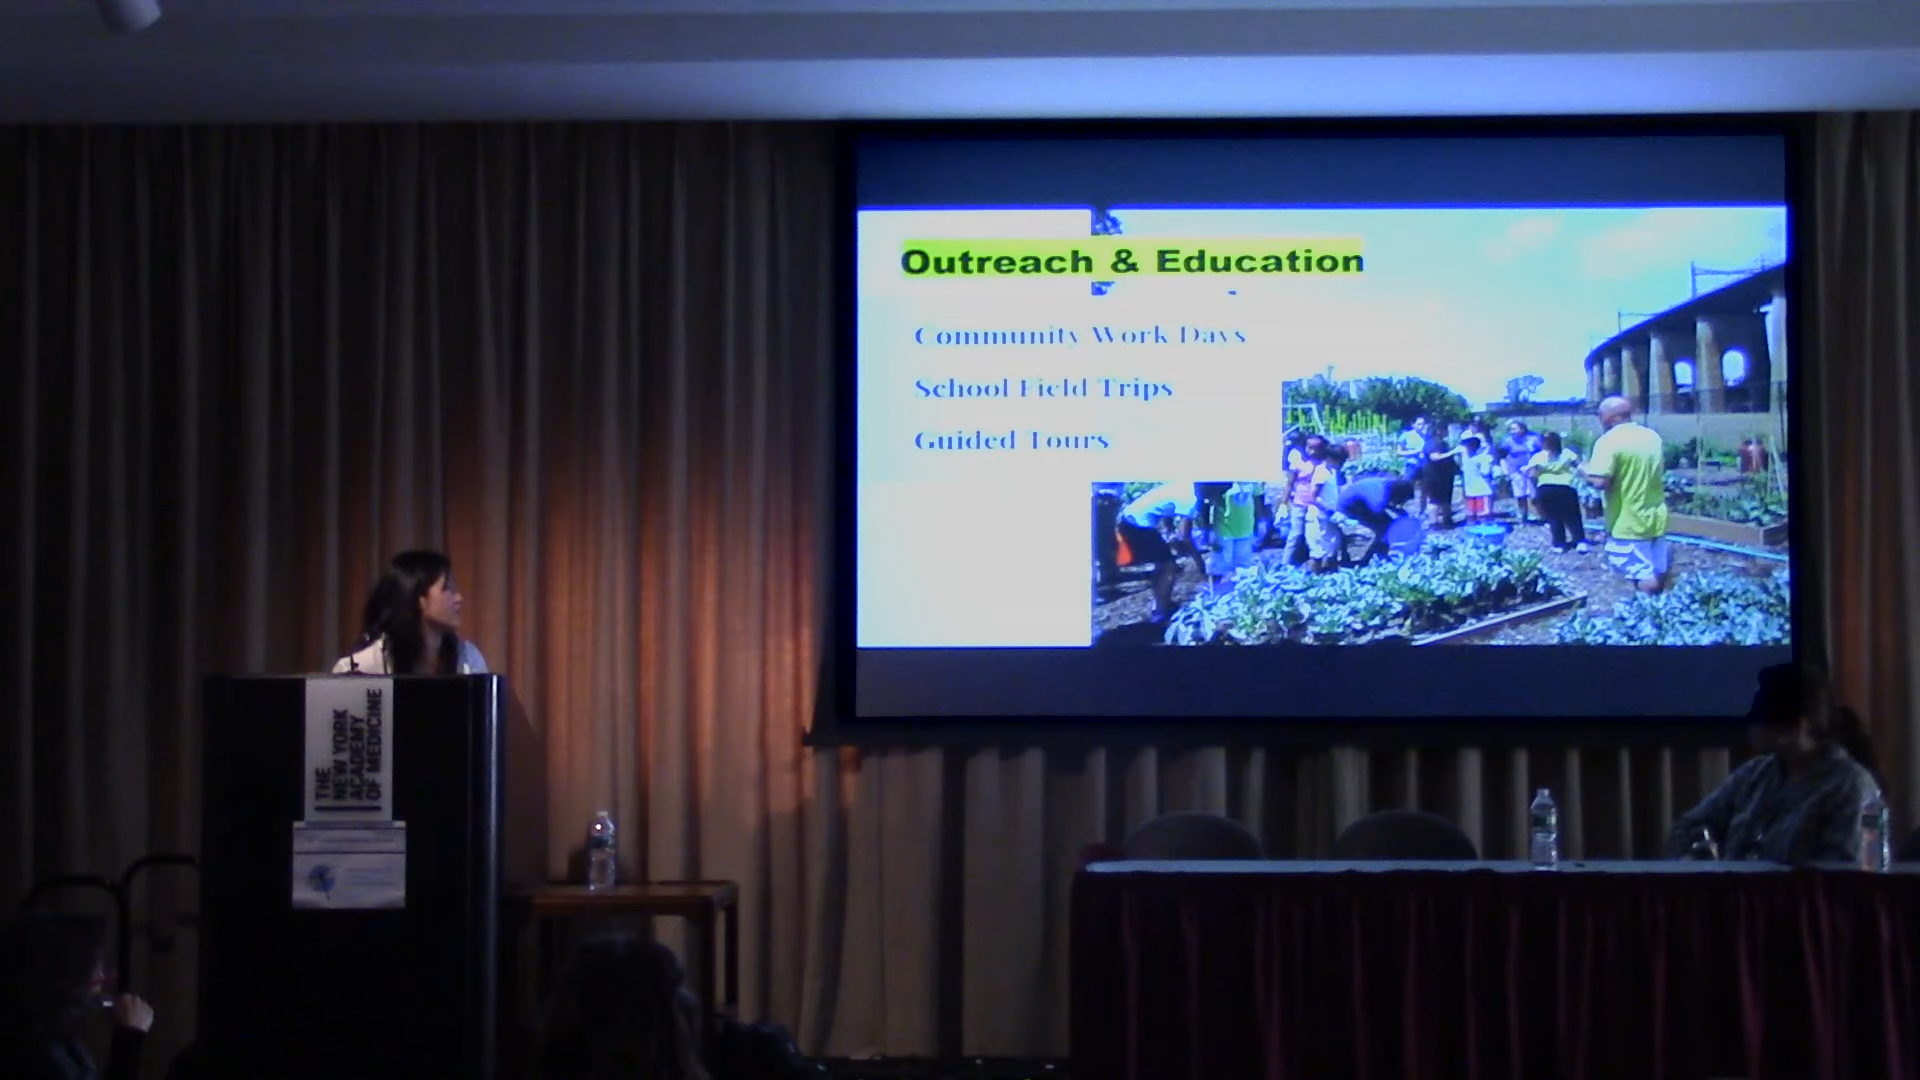 Outreach & Education
Community Work Days
School Field Trips
Guided Tours
THE
NEW YORK
ACADEMY
OF MEDICINE